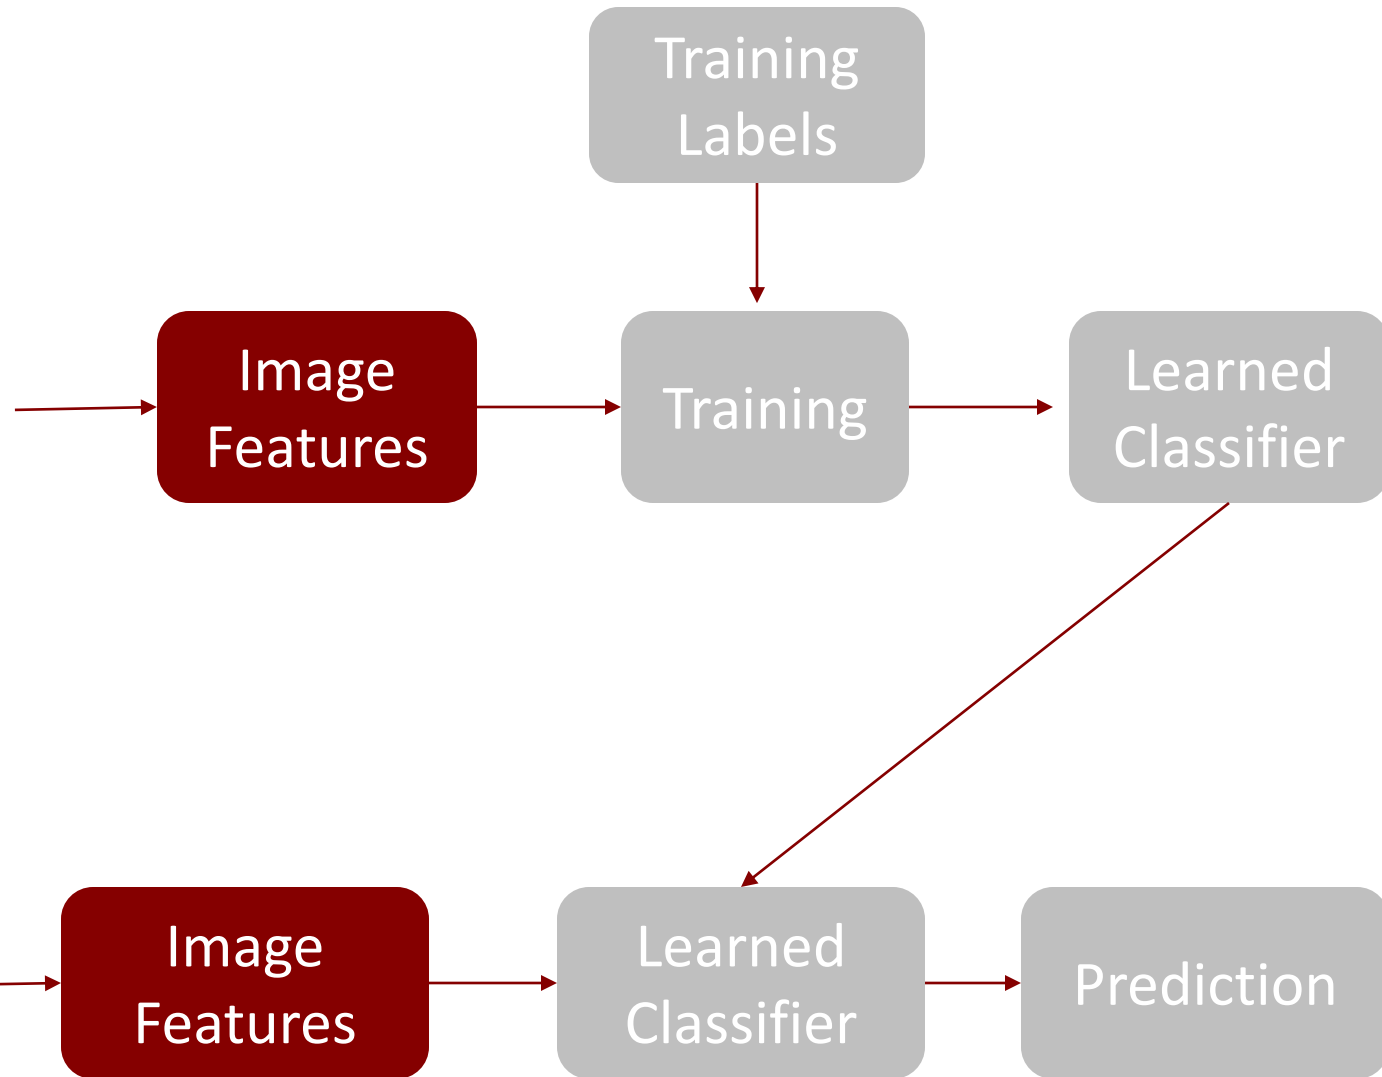 Training
Labels
Image
Features
Training
Learned
Classifier
Image
Features
Learned
Classifier
Prediction